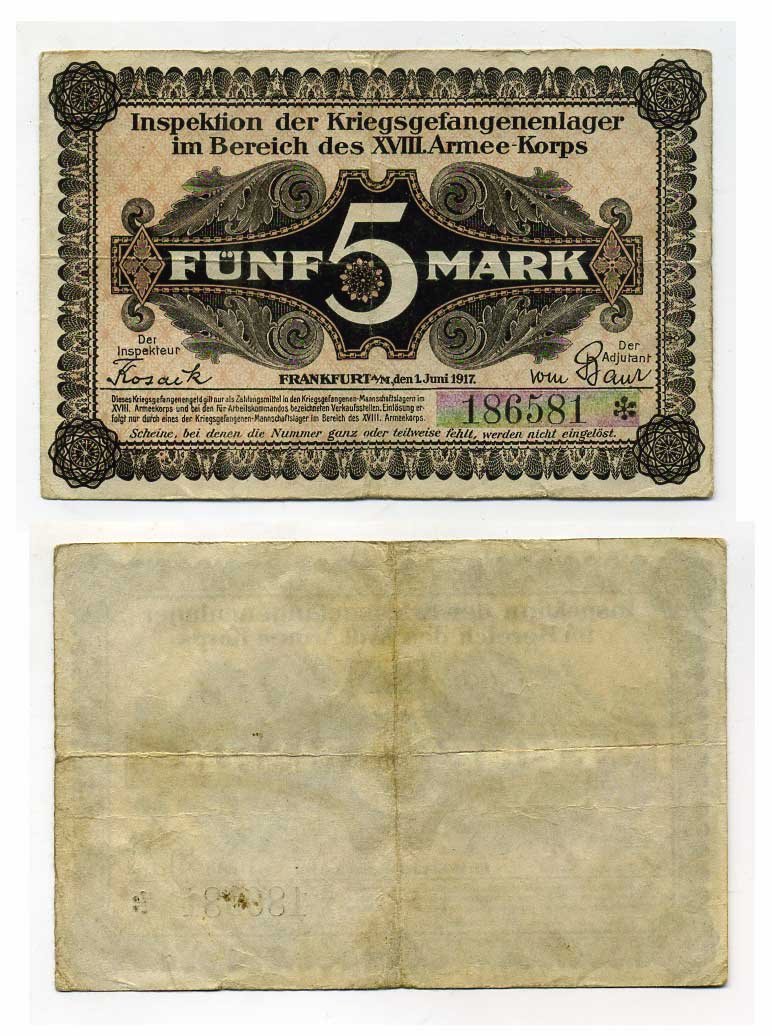 Inspektion der Kriegsgefangenenlager
im Bereich des XVIII. Armee-Korps
FÜNF 5 MARK
Der
Inspekteur
Kosack
FRANKFURT A/M, den 1. Juni 1917.
Der
Adjutant
vom Baur
Dieses Kriegsgefangenengeld gilt nur als Zahlungsmittel in den Kriegsgefangenen-Mannschaftslagern im
XVIII. Armeekorps und bei den für Arbeitskommandos bezeichneten Verkaufsstellen. Einlösung er-
folgt nur durch eines der Kriegsgefangenen-Mannschaftslager im Bereich des XVIII. Armeekorps.
186581 *
Scheine, bei denen die Nummer ganz oder teilweise fehlt, werden nicht eingelöst.